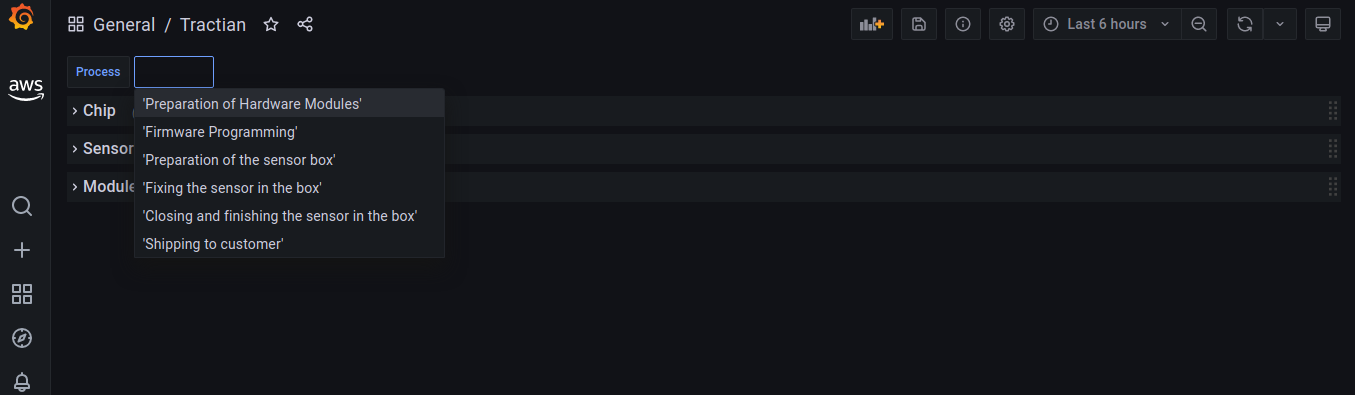 General / Tractian
Last 6 hours
aws
Process
'Preparation of Hardware Modules'
'Firmware Programming'
'Preparation of the sensor box'
'Fixing the sensor in the box'
'Closing and finishing the sensor in the box'
'Shipping to customer'
Chip
Sensor
Module